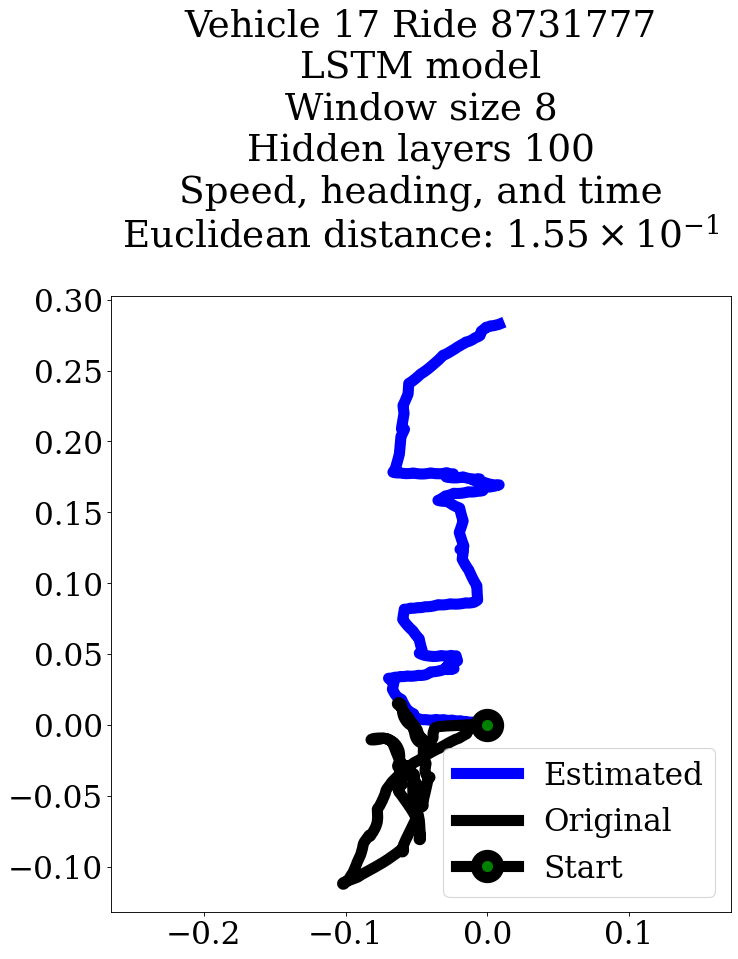 Vehicle 17 Ride 8731777
LSTM model
Window size 8
Hidden layers 100
Speed, heading, and time
Euclidean distance: 1.55 × 10⁻¹
0.30
0.25
0.20
0.15
0.10
0.05
0.00
−0.05
−0.10
Estimated
Original
Start
−0.2
−0.1
0.0
0.1